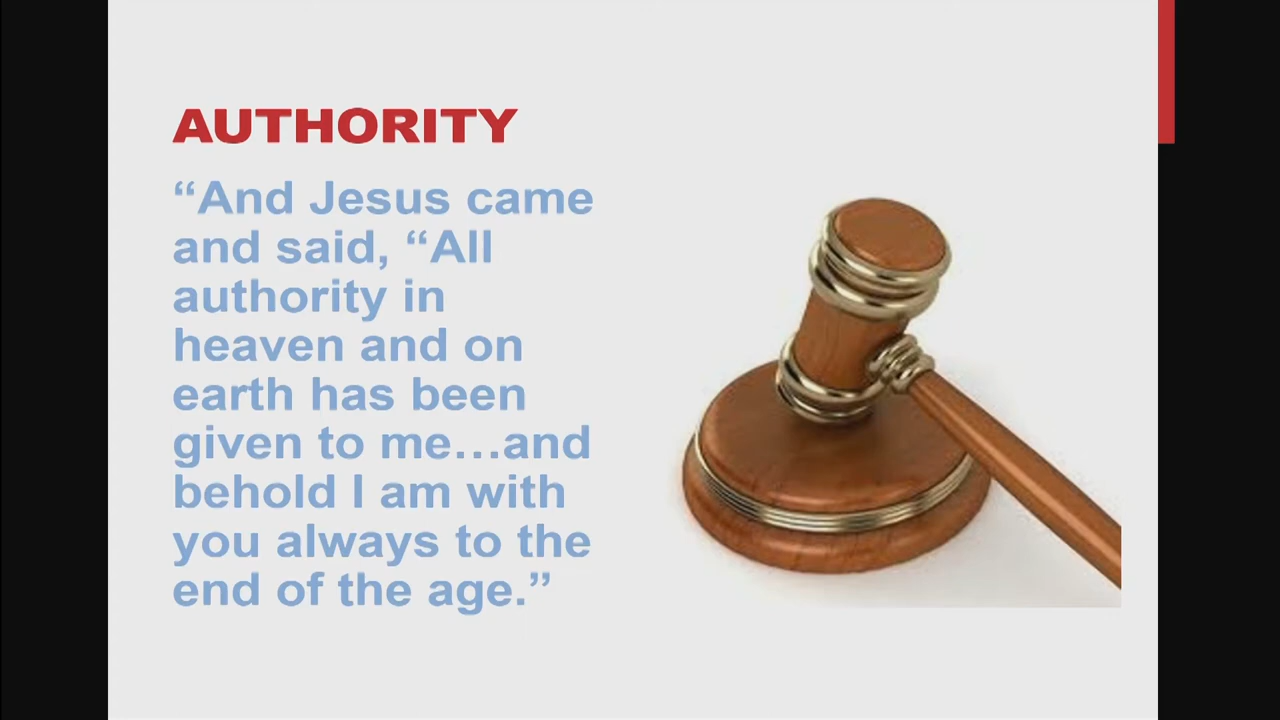 AUTHORITY
“And Jesus came
and said, “All
authority in
heaven and on
earth has been
given to me…and
behold I am with
you always to the
end of the age.”